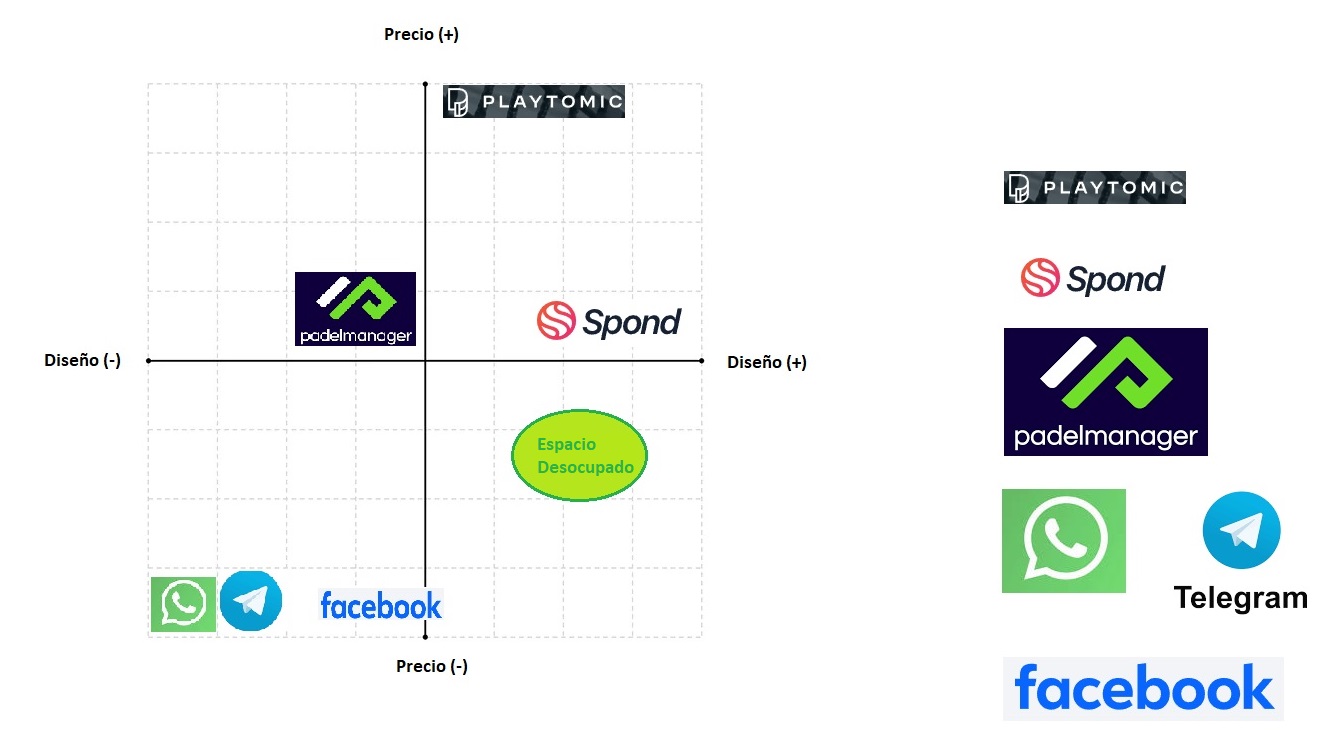 Precio (+)
PLAYTOMIC
padelmanager
Spond
Diseño (-)
Diseño (+)
Espacio
Desocupado
facebook
Precio (-)
PLAYTOMIC
Spond
padelmanager
Telegram
facebook